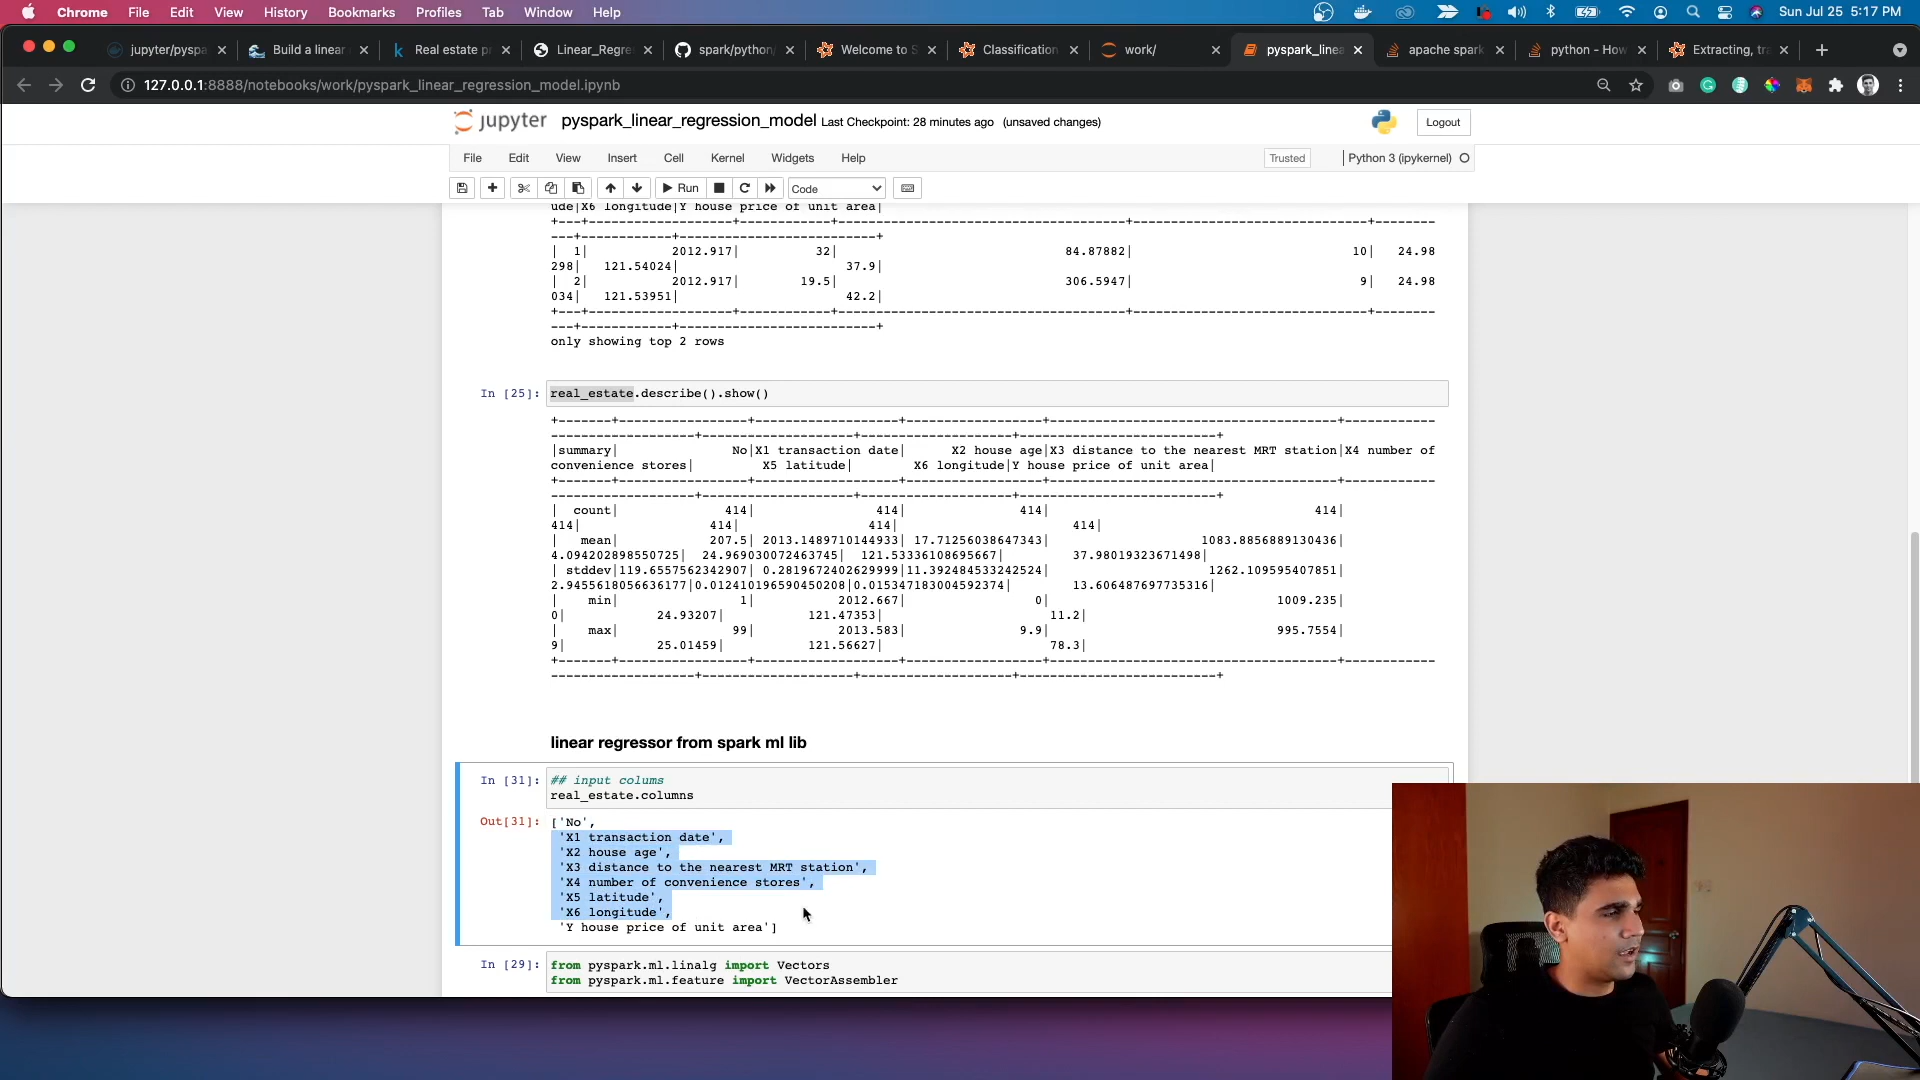 Chrome File Edit View History Bookmarks Profiles Tab Window Help Sun Jul 25 5:17 PM
jupyter/pyspa Build a linear Real estate p Linear_Regre spark/python Welcome to S Classification work/ pyspark_linea apache spark python - How Extracting, tra
127.0.0.1:8888/notebooks/work/pyspark_linear_regression_model.ipynb
jupyter pyspark_linear_regression_model Last Checkpoint: 28 minutes ago (unsaved changes) Logout
File Edit View Insert Cell Kernel Widgets Help Trusted Python 3 (ipykernel)
Run Code
ude|X6 longitude|Y house price of unit area|
| 1| 2012.917| 32| 84.87882| 10| 24.98
298| 121.54024| 37.9|
| 2| 2012.917| 19.5| 306.5947| 9| 24.98
034| 121.53951| 42.2|
only showing top 2 rows
In [25]: real_estate.describe().show()
|summary| No|X1 transaction date| X2 house age|X3 distance to the nearest MRT station|X4 number of
convenience stores| X5 latitude| X6 longitude|Y house price of unit area|
| count| 414| 414| 414| 414|
414| 414| 414| 414|
| mean| 207.5| 2013.1489710144933| 17.71256038647343| 1083.8856889130436|
4.094202898550725| 24.969030072463745| 121.53336108695667| 37.98019323671498|
| stddev|119.6557562342907| 0.2819672402629999|11.392484533242524| 1262.109595407851|
2.9455618056636177|0.012410196590450208|0.015347183004592374| 13.606487697735316|
| min| 1| 2012.667| 0| 1009.235|
0| 24.93207| 121.47353| 11.2|
| max| 99| 2013.583| 9.9| 995.7554|
9| 25.01459| 121.56627| 78.3|
linear regressor from spark ml lib
In [31]: ## input colums
real_estate.columns
Out[31]: ['No',
'X1 transaction date',
'X2 house age',
'X3 distance to the nearest MRT station',
'X4 number of convenience stores',
'X5 latitude',
'X6 longitude',
'Y house price of unit area']
In [29]: from pyspark.ml.linalg import Vectors
from pyspark.ml.feature import VectorAssembler